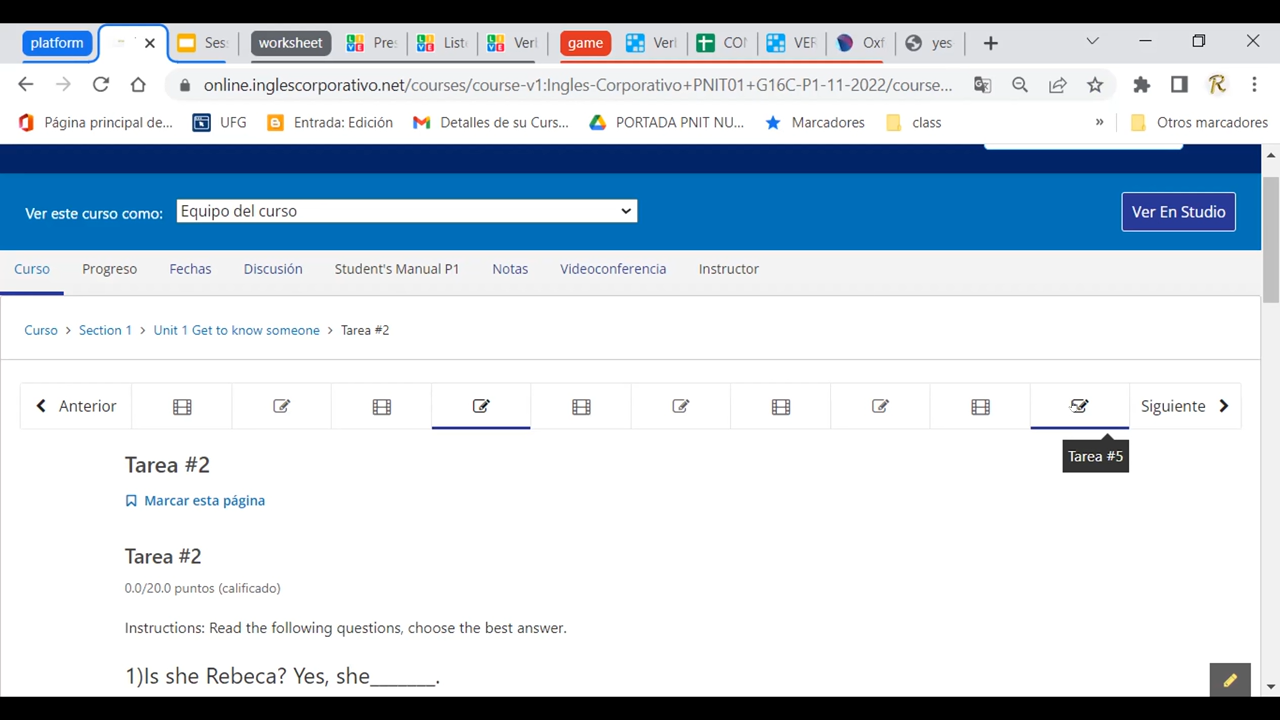 platform Ses worksheet Pres List Verl game Verl CON VER Oxf yes
online.inglescorporativo.net/courses/course-v1:Ingles-Corporativo+PNIT01+G16C-P1-11-2022/course...
Página principal de... UFG Entrada: Edición Detalles de su Curs... PORTADA PNIT NU... Marcadores class » Otros marcadores
Ver este curso como: Equipo del curso Ver En Studio
Curso Progreso Fechas Discusión Student's Manual P1 Notas Videoconferencia Instructor
Curso > Section 1 > Unit 1 Get to know someone > Tarea #2
Anterior Siguiente
Tarea #5
Tarea #2
Marcar esta página
Tarea #2
0.0/20.0 puntos (calificado)
Instructions: Read the following questions, choose the best answer.
1)Is she Rebeca? Yes, she_______.